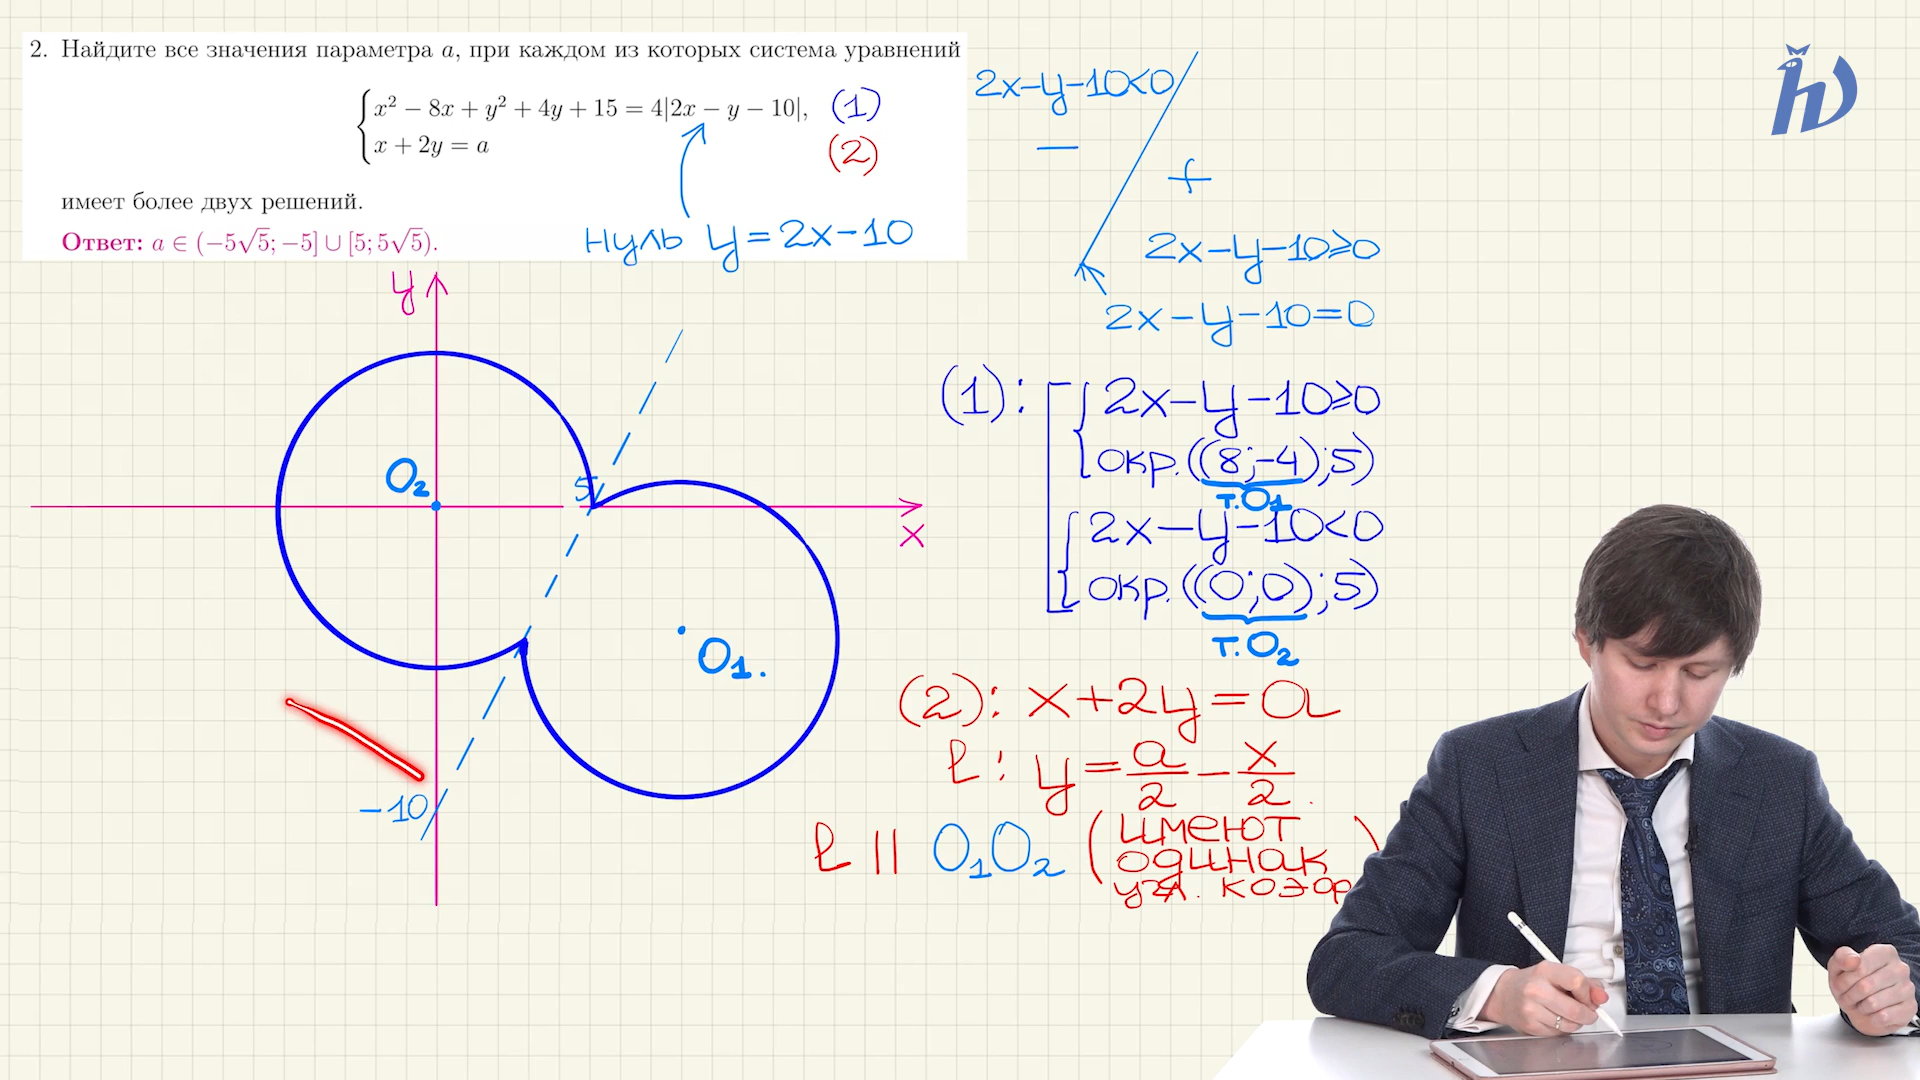 2. Найдите все значения параметра a, при каждом из которых система уравнений
x² − 8x + y² + 4y + 15 = 4|2x − y − 10|, (1)
x + 2y = a (2)
имеет более двух решений.
Ответ: a ∈ (−5√5; −5] ∪ [5; 5√5).
нуль y=2x-10
2x-y-10<0
−
+
2x-y-10≥0
2x-y-10=0
y
x
5
-10
O₂
O₁.
(1): 2x-y-10≥0
окр.((8;-4);5)
т.O₁
2x-y-10<0
окр.((0;0);5)
т.O₂
(2): x+2y=a
l: y=a/2-x/2.
l || O₁O₂ (имеют
одинак
угл. коэф
)